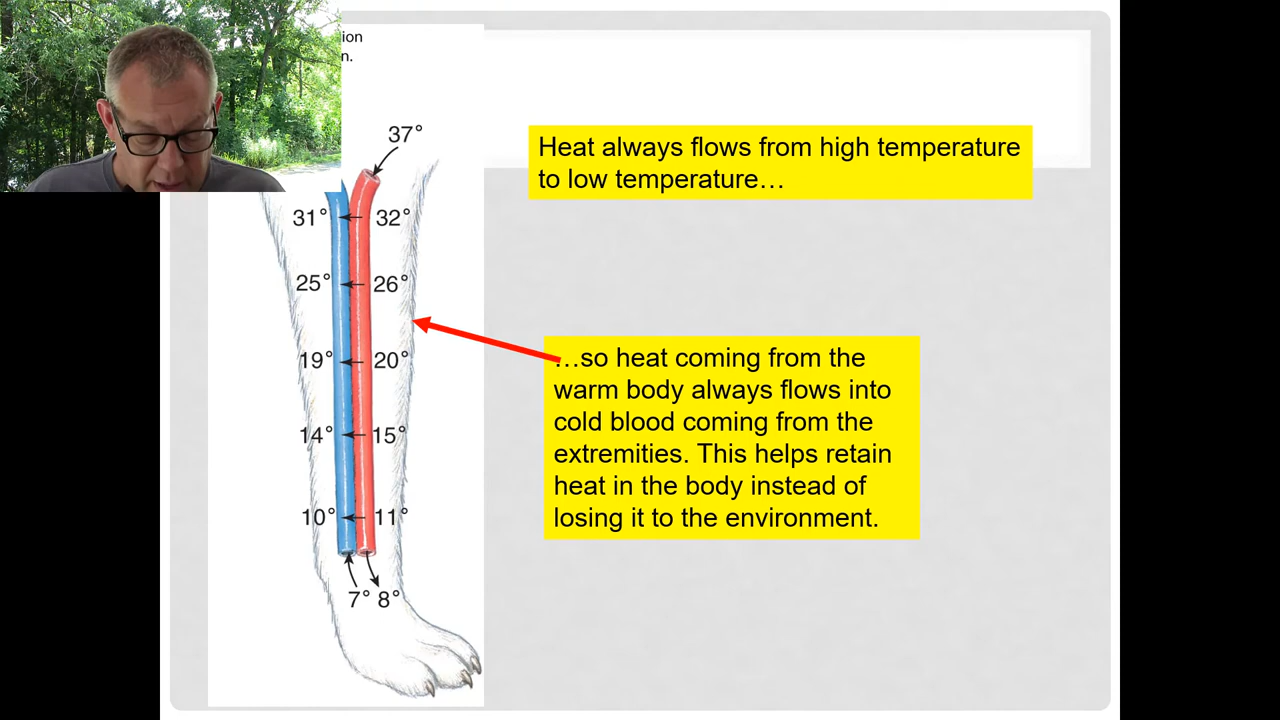 ion
n.
37°
Heat always flows from high temperature
to low temperature…
31° 32°
25° 26°
…so heat coming from the
warm body always flows into
cold blood coming from the
extremities. This helps retain
heat in the body instead of
losing it to the environment.
19° 20°
14° 15°
10° 11°
7° 8°